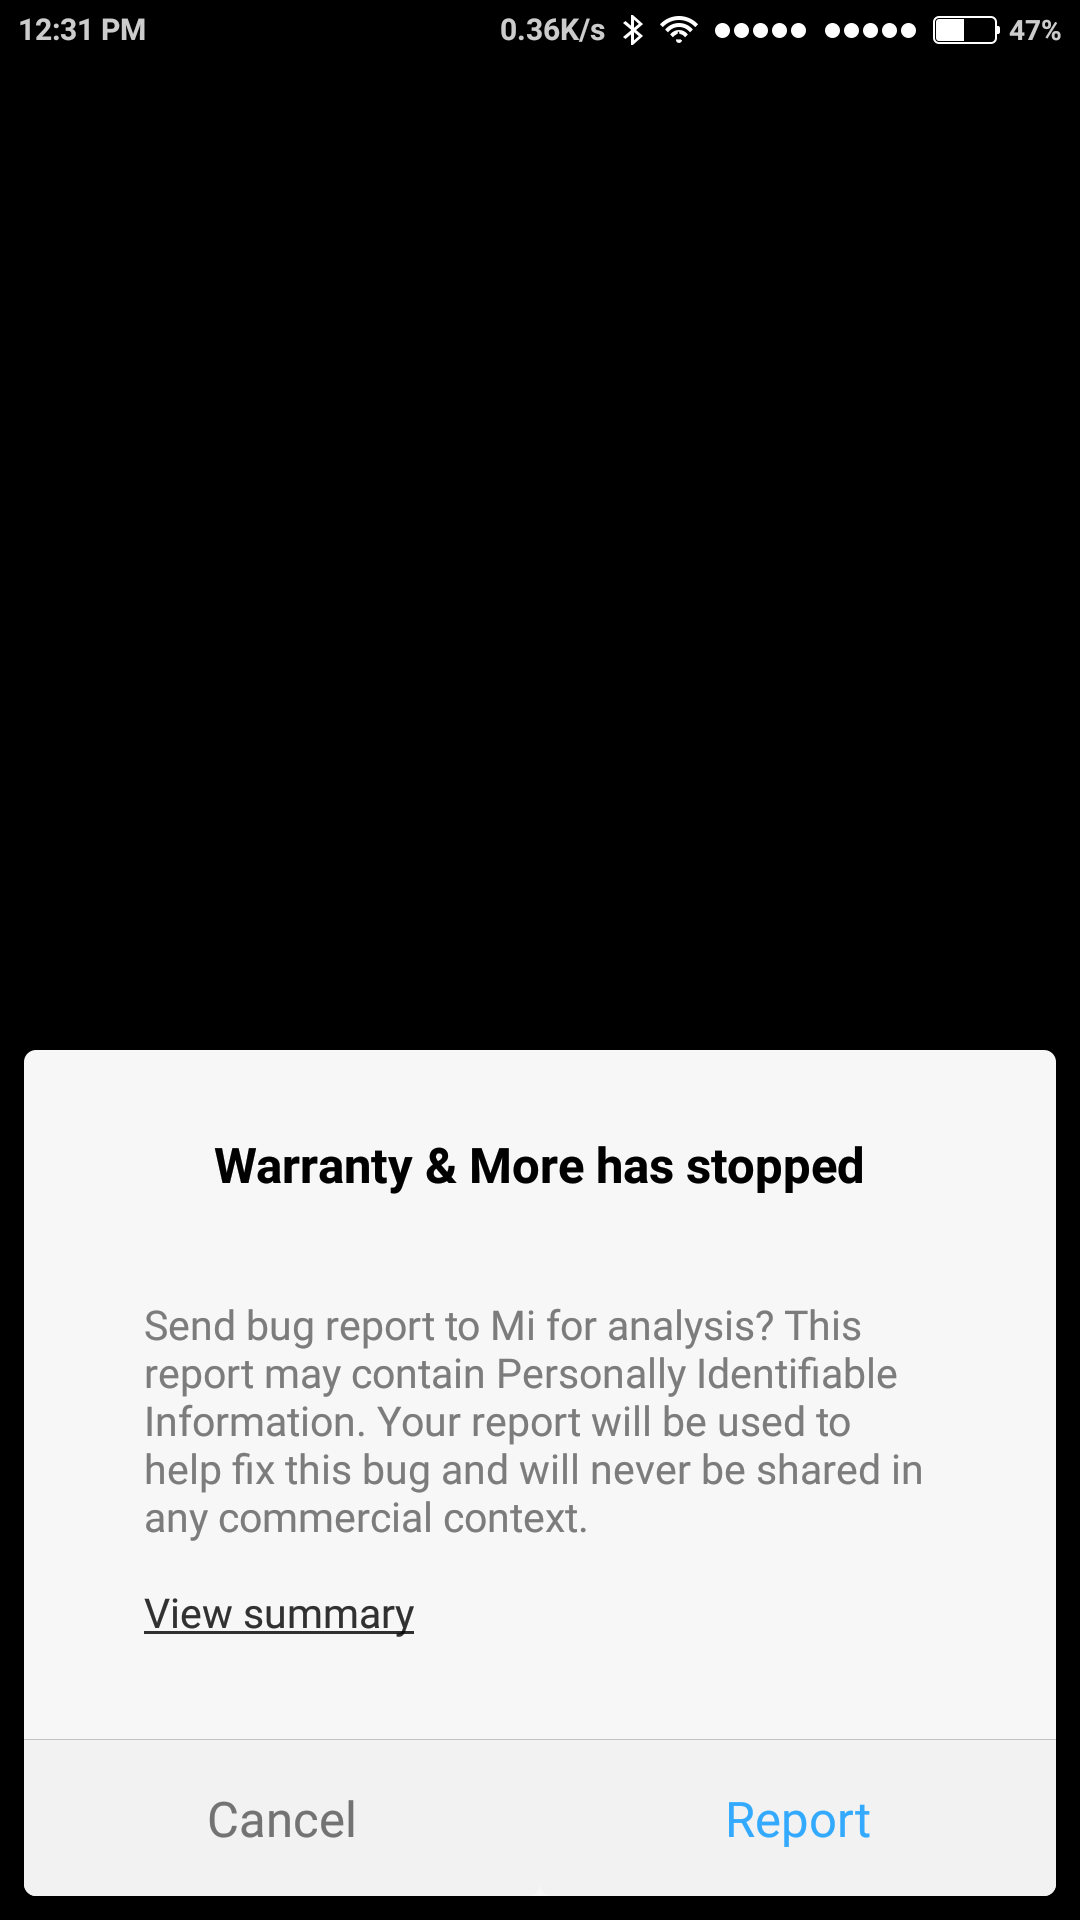 12:31 PM 0.36K/s 47%
Warranty & More has stopped
Send bug report to Mi for analysis? This
report may contain Personally Identifiable
Information. Your report will be used to
help fix this bug and will never be shared in
any commercial context.
View summary
Cancel Report